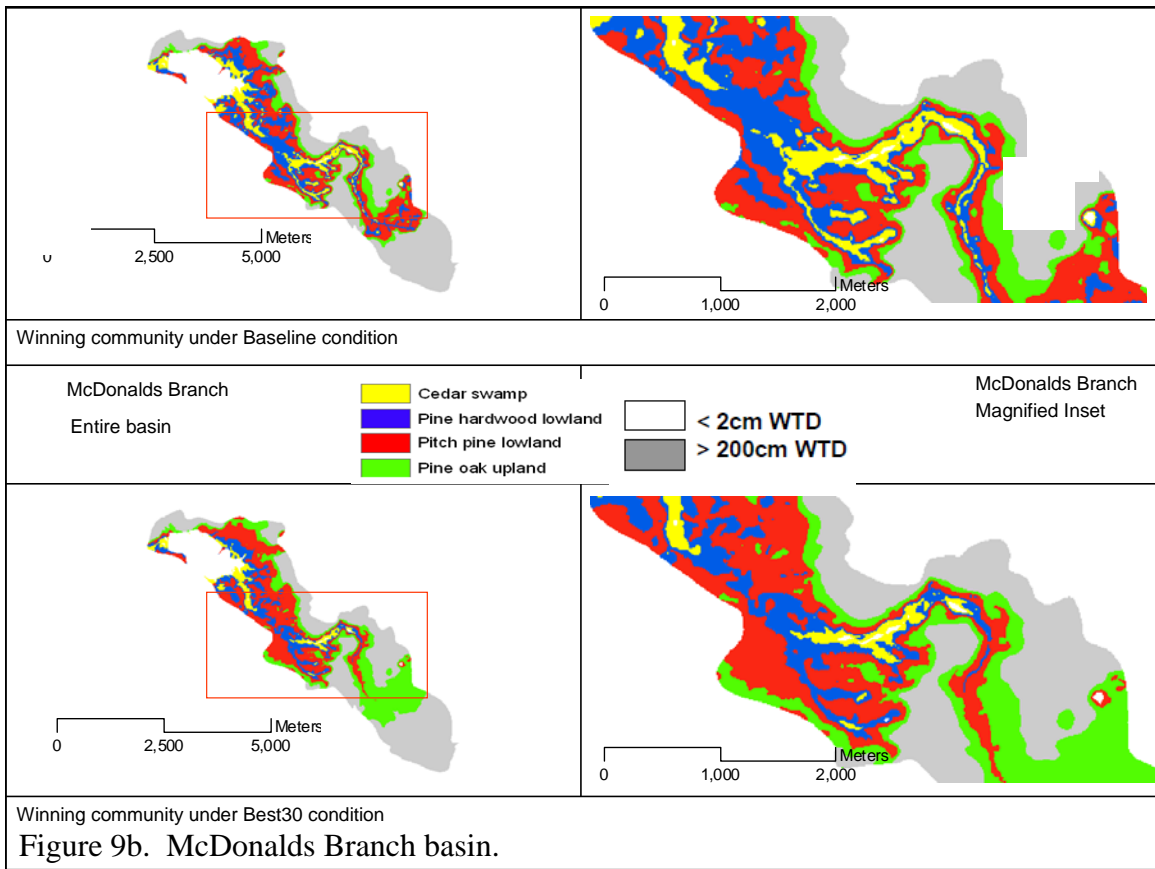 Meters
0
2,500
5,000
Meters
0
1,000
2,000
Winning community under Baseline condition
McDonalds Branch
Entire basin
Cedar swamp
Pine hardwood lowland
Pitch pine lowland
Pine oak upland
< 2cm WTD
> 200cm WTD
McDonalds Branch
Magnified Inset
Meters
0
2,500
5,000
Meters
0
1,000
2,000
Winning community under Best30 condition
Figure 9b. McDonalds Branch basin.